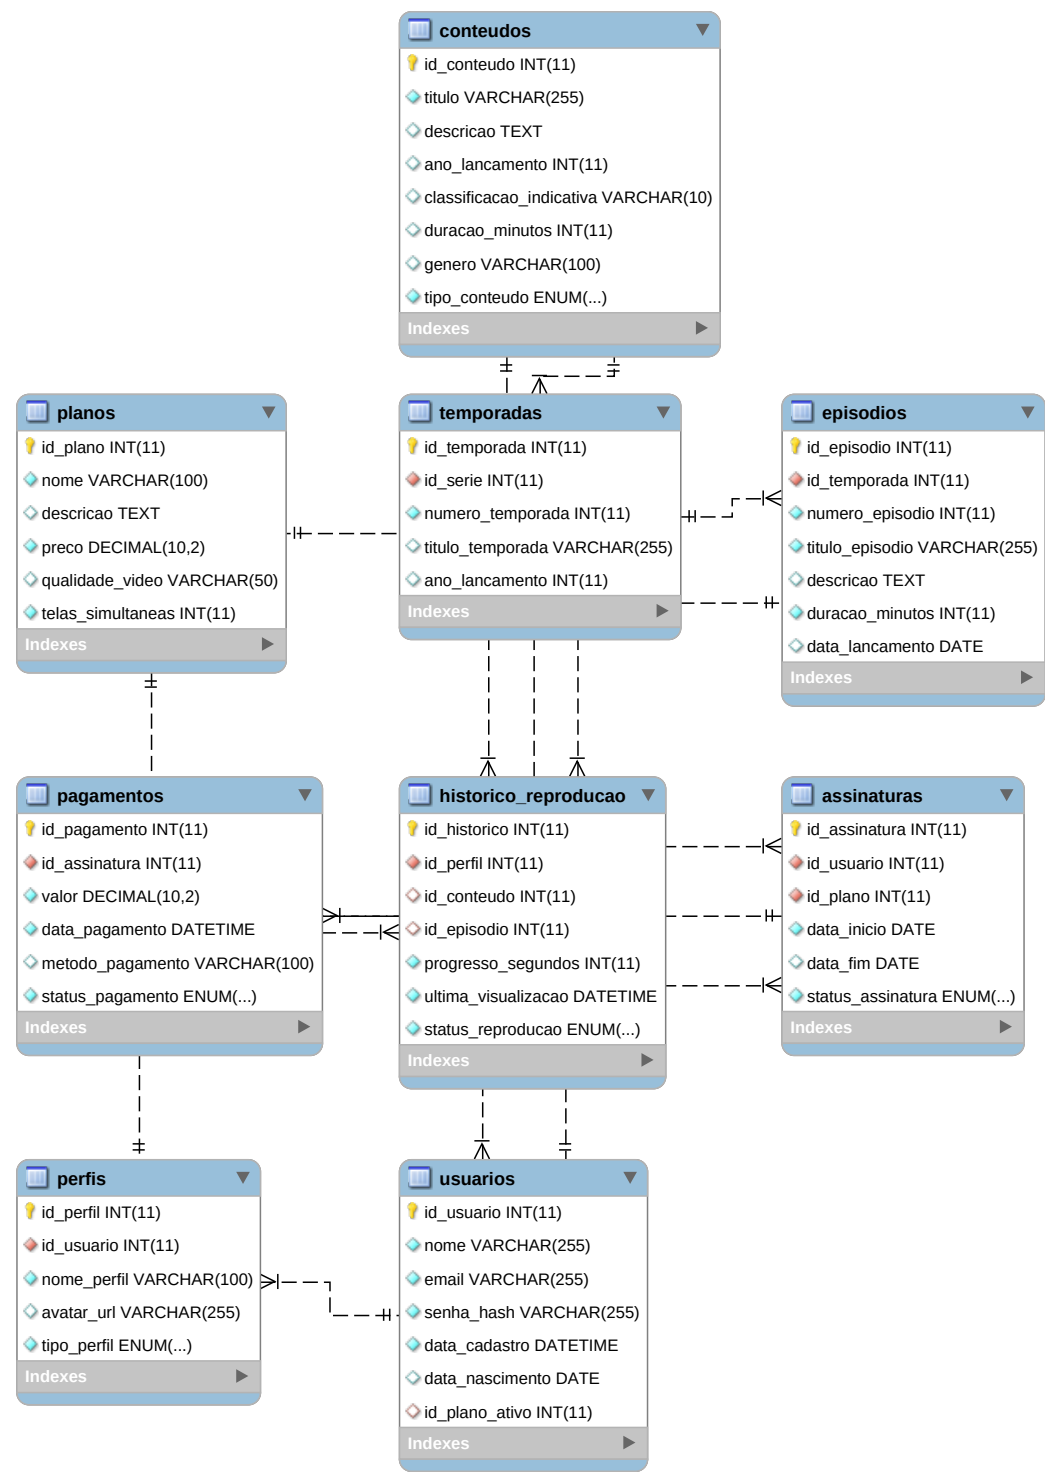 conteudos
id_conteudo INT(11)
titulo VARCHAR(255)
descricao TEXT
ano_lancamento INT(11)
classificacao_indicativa VARCHAR(10)
duracao_minutos INT(11)
genero VARCHAR(100)
tipo_conteudo ENUM(...)
Indexes
planos
id_plano INT(11)
nome VARCHAR(100)
descricao TEXT
preco DECIMAL(10,2)
qualidade_video VARCHAR(50)
telas_simultaneas INT(11)
Indexes
temporadas
id_temporada INT(11)
id_serie INT(11)
numero_temporada INT(11)
titulo_temporada VARCHAR(255)
ano_lancamento INT(11)
Indexes
episodios
id_episodio INT(11)
id_temporada INT(11)
numero_episodio INT(11)
titulo_episodio VARCHAR(255)
descricao TEXT
duracao_minutos INT(11)
data_lancamento DATE
Indexes
pagamentos
id_pagamento INT(11)
id_assinatura INT(11)
valor DECIMAL(10,2)
data_pagamento DATETIME
metodo_pagamento VARCHAR(100)
status_pagamento ENUM(...)
Indexes
historico_reproducao
id_historico INT(11)
id_perfil INT(11)
id_conteudo INT(11)
id_episodio INT(11)
progresso_segundos INT(11)
ultima_visualizacao DATETIME
status_reproducao ENUM(...)
Indexes
assinaturas
id_assinatura INT(11)
id_usuario INT(11)
id_plano INT(11)
data_inicio DATE
data_fim DATE
status_assinatura ENUM(...)
Indexes
perfis
id_perfil INT(11)
id_usuario INT(11)
nome_perfil VARCHAR(100)
avatar_url VARCHAR(255)
tipo_perfil ENUM(...)
Indexes
usuarios
id_usuario INT(11)
nome VARCHAR(255)
email VARCHAR(255)
senha_hash VARCHAR(255)
data_cadastro DATETIME
data_nascimento DATE
id_plano_ativo INT(11)
Indexes